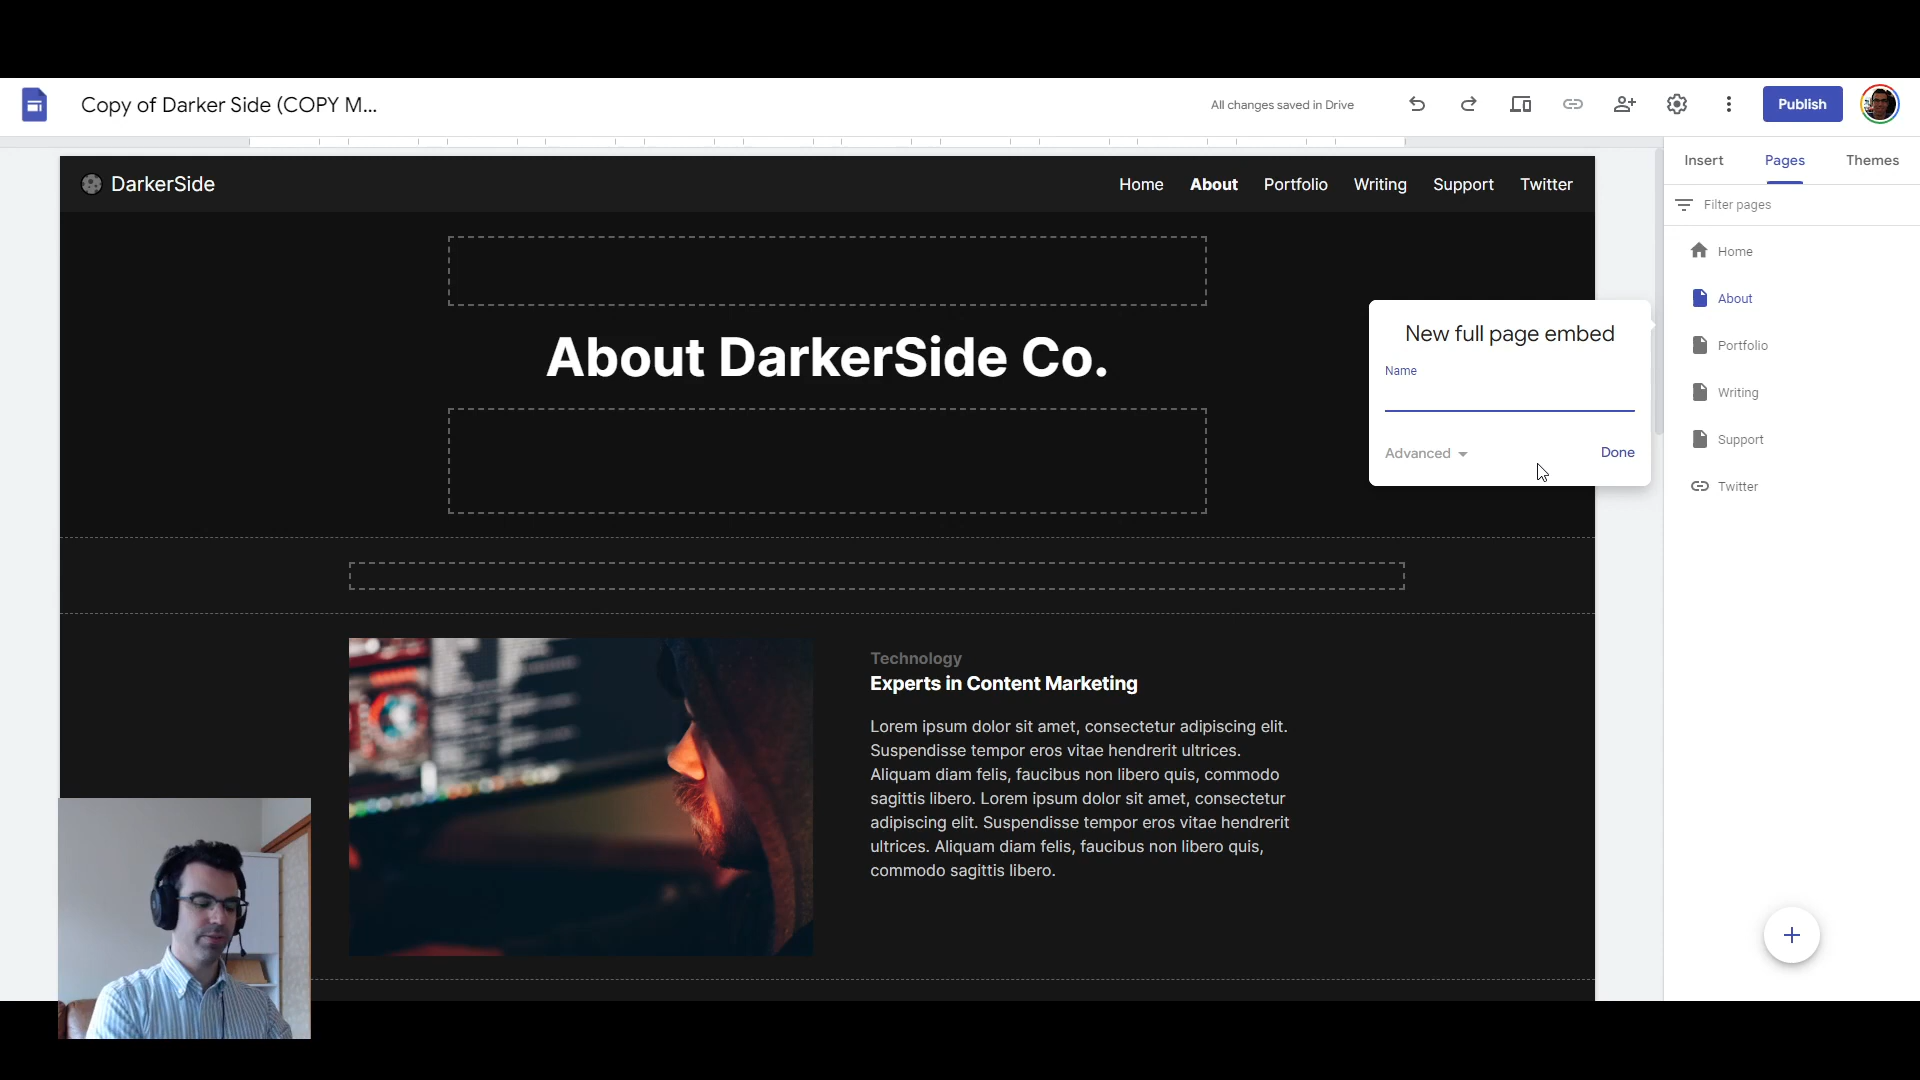 Copy of Darker Side (COPY M...
All changes saved in Drive
Publish
Insert
Pages
Themes
DarkerSide
Home
About
Portfolio
Writing
Support
Twitter
Filter pages
Home
About
Portfolio
Writing
Support
Twitter
About DarkerSide Co.
New full page embed
Name
Advanced
Done
Technology
Experts in Content Marketing
Lorem ipsum dolor sit amet, consectetur adipiscing elit.
Suspendisse tempor eros vitae hendrerit ultrices.
Aliquam diam felis, faucibus non libero quis, commodo
sagittis libero. Lorem ipsum dolor sit amet, consectetur
adipiscing elit. Suspendisse tempor eros vitae hendrerit
ultrices. Aliquam diam felis, faucibus non libero quis,
commodo sagittis libero.